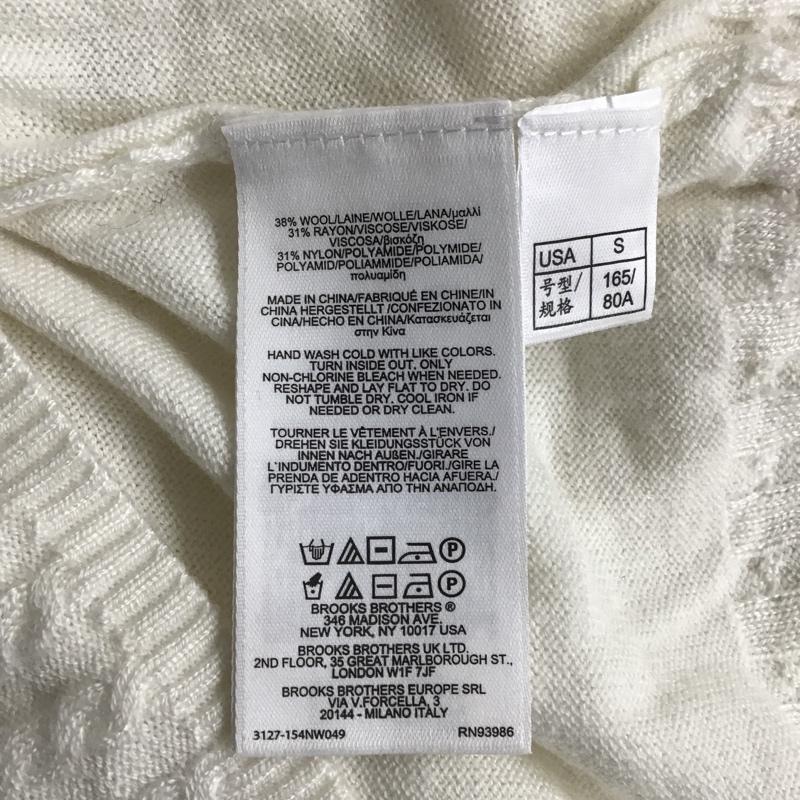 38% WOOL/LAINE/WOLLE/LANA/μαλλί
31% RAYON/VISCOSE/VISKOSE/
VISCOSA/βισκόζη
31% NYLON/POLYAMIDE/POLYMIDE/
POLYAMID/POLIAMMIDE/POLIAMIDA/
πολυαμίδη
MADE IN CHINA/FABRIQUÉ EN CHINE/IN
CHINA HERGESTELLT /CONFEZIONATO IN
CINA/HECHO EN CHINA/Κατασκευάζεται
στην Κίνα
HAND WASH COLD WITH LIKE COLORS.
TURN INSIDE OUT. ONLY
NON-CHLORINE BLEACH WHEN NEEDED.
RESHAPE AND LAY FLAT TO DRY. DO
NOT TUMBLE DRY. COOL IRON IF
NEEDED OR DRY CLEAN.
TOURNER LE VÊTEMENT À L'ENVERS./
DREHEN SIE KLEIDUNGSSTÜCK VON
INNEN NACH AUßEN./GIRARE
L'INDUMENTO DENTRO/FUORI./GIRE LA
PRENDA DE ADENTRO HACIA AFUERA./
ΓΥΡΙΣΤΕ ΥΦΑΣΜΑ ΑΠΟ ΤΗΝ ΑΝΑΠΟΔΗ.
P
P
BROOKS BROTHERS ®
346 MADISON AVE.
NEW YORK, NY 10017 USA
BROOKS BROTHERS UK LTD.
2ND FLOOR, 35 GREAT MARLBOROUGH ST.,
LONDON W1F 7JF
BROOKS BROTHERS EUROPE SRL
VIA V.FORCELLA, 3
20144 - MILANO ITALY
3127-154NW049 RN93986
USA S
号型/ 165/
规格 80A